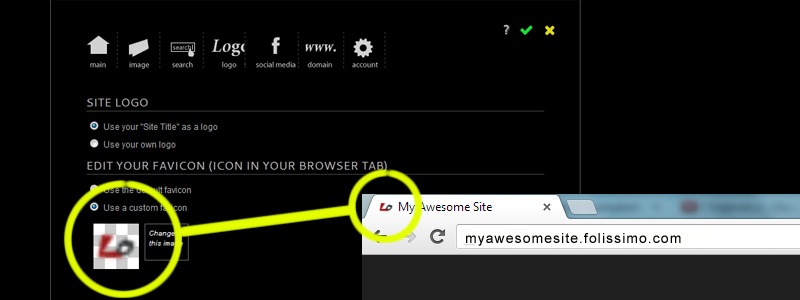 ?
search
Logo
f
www.
main
image
search
logo
social media
domain
account
SITE LOGO
Use your "Site Title" as a logo
Use your own logo
EDIT YOUR FAVICON (ICON IN YOUR BROWSER TAB)
Use the default favicon
Use a custom favicon
Lo
Change
this image
Lo My Awesome Site
myawesomesite.folissimo.com